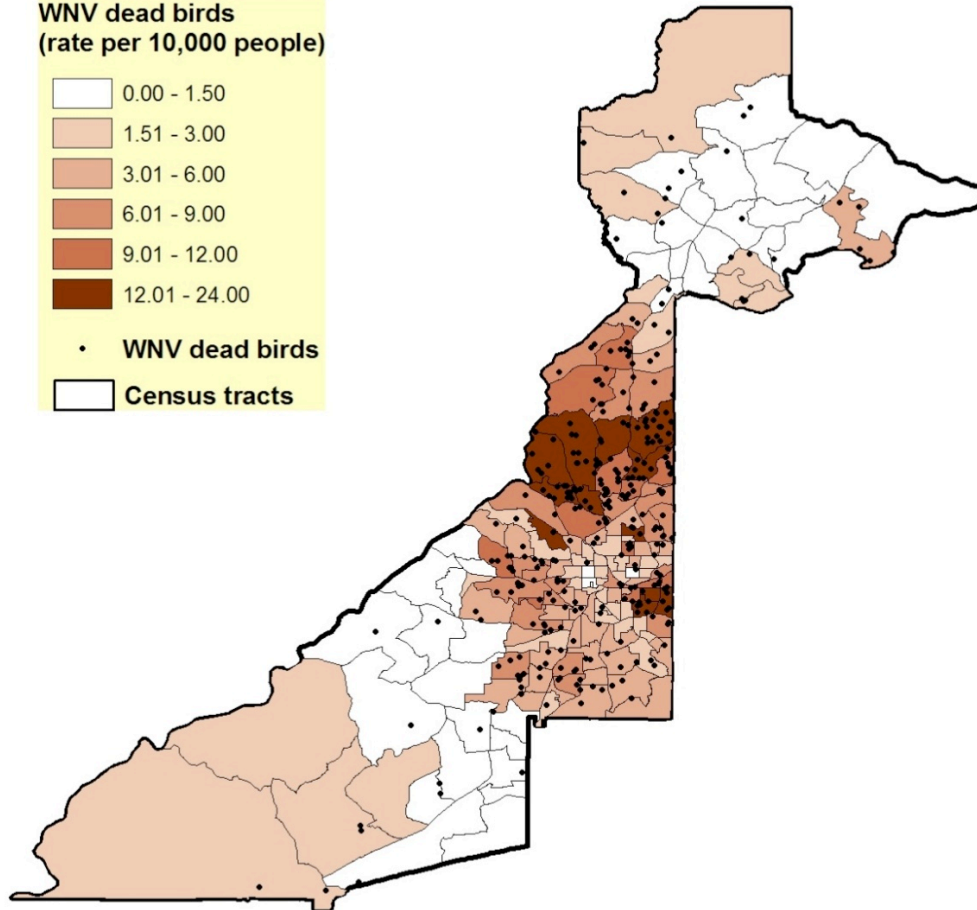 WNV dead birds
(rate per 10,000 people)
0.00 - 1.50
1.51 - 3.00
3.01 - 6.00
6.01 - 9.00
9.01 - 12.00
12.01 - 24.00
WNV dead birds
Census tracts